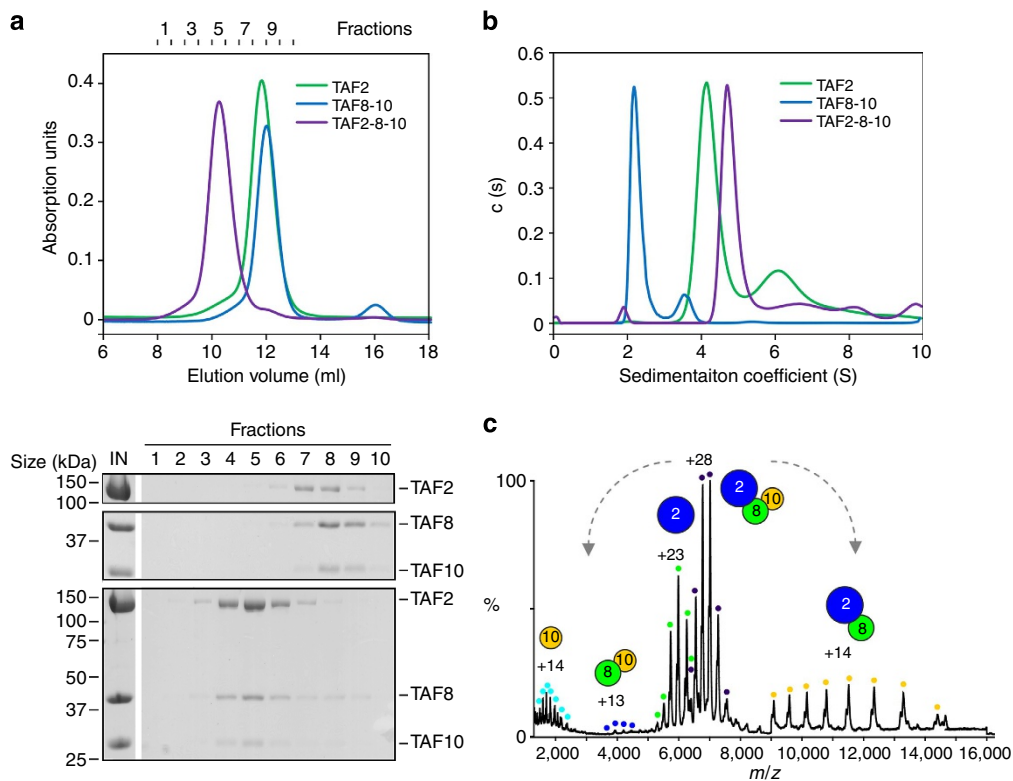 a
1 3 5 7 9 Fractions
0.4
0.3
0.2
0.1
0
Absorption units
TAF2
TAF8-10
TAF2-8-10
6 8 10 12 14 16 18
Elution volume (ml)
Fractions
Size (kDa) IN 1 2 3 4 5 6 7 8 9 10
150
100
TAF2
37
TAF8
TAF10
150
100
75
50
37
25
TAF2
TAF8
TAF10
b
0.6
0.5
0.4
0.3
0.2
0.1
0
c (s)
TAF2
TAF8-10
TAF2-8-10
0 2 4 6 8 10
Sedimentaiton coefficient (S)
c
100
%
0
+28
2
2
8
10
+23
10
+14
8
10
+13
2
8
+14
2,000 4,000 6,000 8,000 10,000 12,000 14,000 16,000
m/z